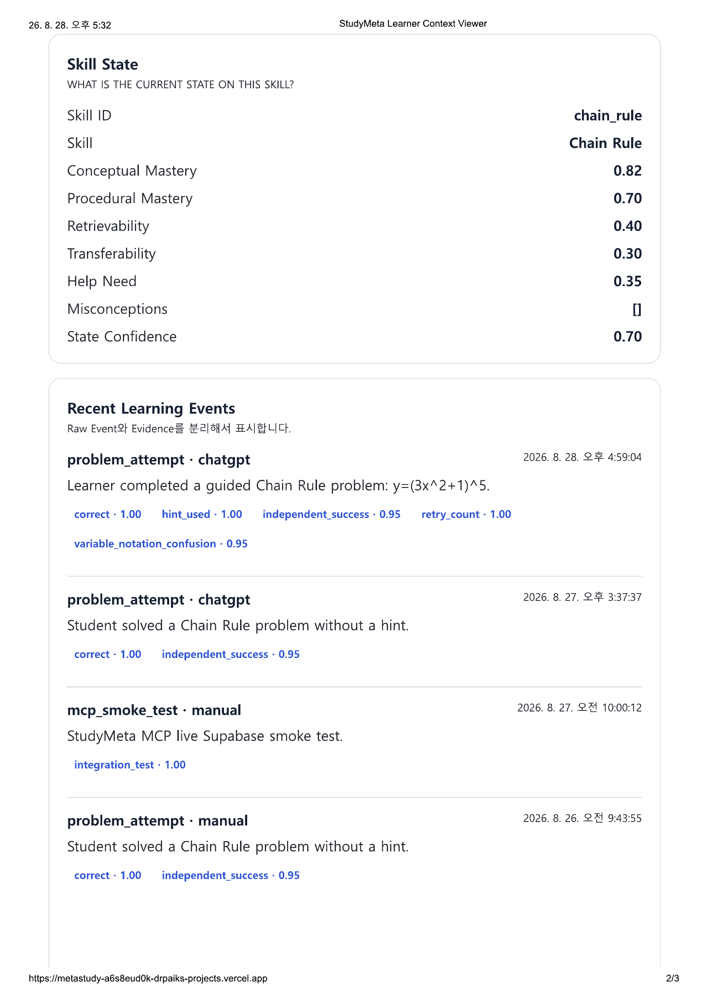 26. 8. 28. 오후 5:32
StudyMeta Learner Context Viewer
Skill State
WHAT IS THE CURRENT STATE ON THIS SKILL?
Skill ID chain_rule
Skill Chain Rule
Conceptual Mastery 0.82
Procedural Mastery 0.70
Retrievability 0.40
Transferability 0.30
Help Need 0.35
Misconceptions []
State Confidence 0.70
Recent Learning Events
Raw Event와 Evidence를 분리해서 표시합니다.
problem_attempt · chatgpt 2026. 8. 28. 오후 4:59:04
Learner completed a guided Chain Rule problem: y=(3x^2+1)^5.
correct · 1.00 hint_used · 1.00 independent_success · 0.95 retry_count · 1.00
variable_notation_confusion · 0.95
problem_attempt · chatgpt 2026. 8. 27. 오후 3:37:37
Student solved a Chain Rule problem without a hint.
correct · 1.00 independent_success · 0.95
mcp_smoke_test · manual 2026. 8. 27. 오전 10:00:12
StudyMeta MCP live Supabase smoke test.
integration_test · 1.00
problem_attempt · manual 2026. 8. 26. 오전 9:43:55
Student solved a Chain Rule problem without a hint.
correct · 1.00 independent_success · 0.95
https://metastudy-a6s8eud0k-drpaiks-projects.vercel.app 2/3